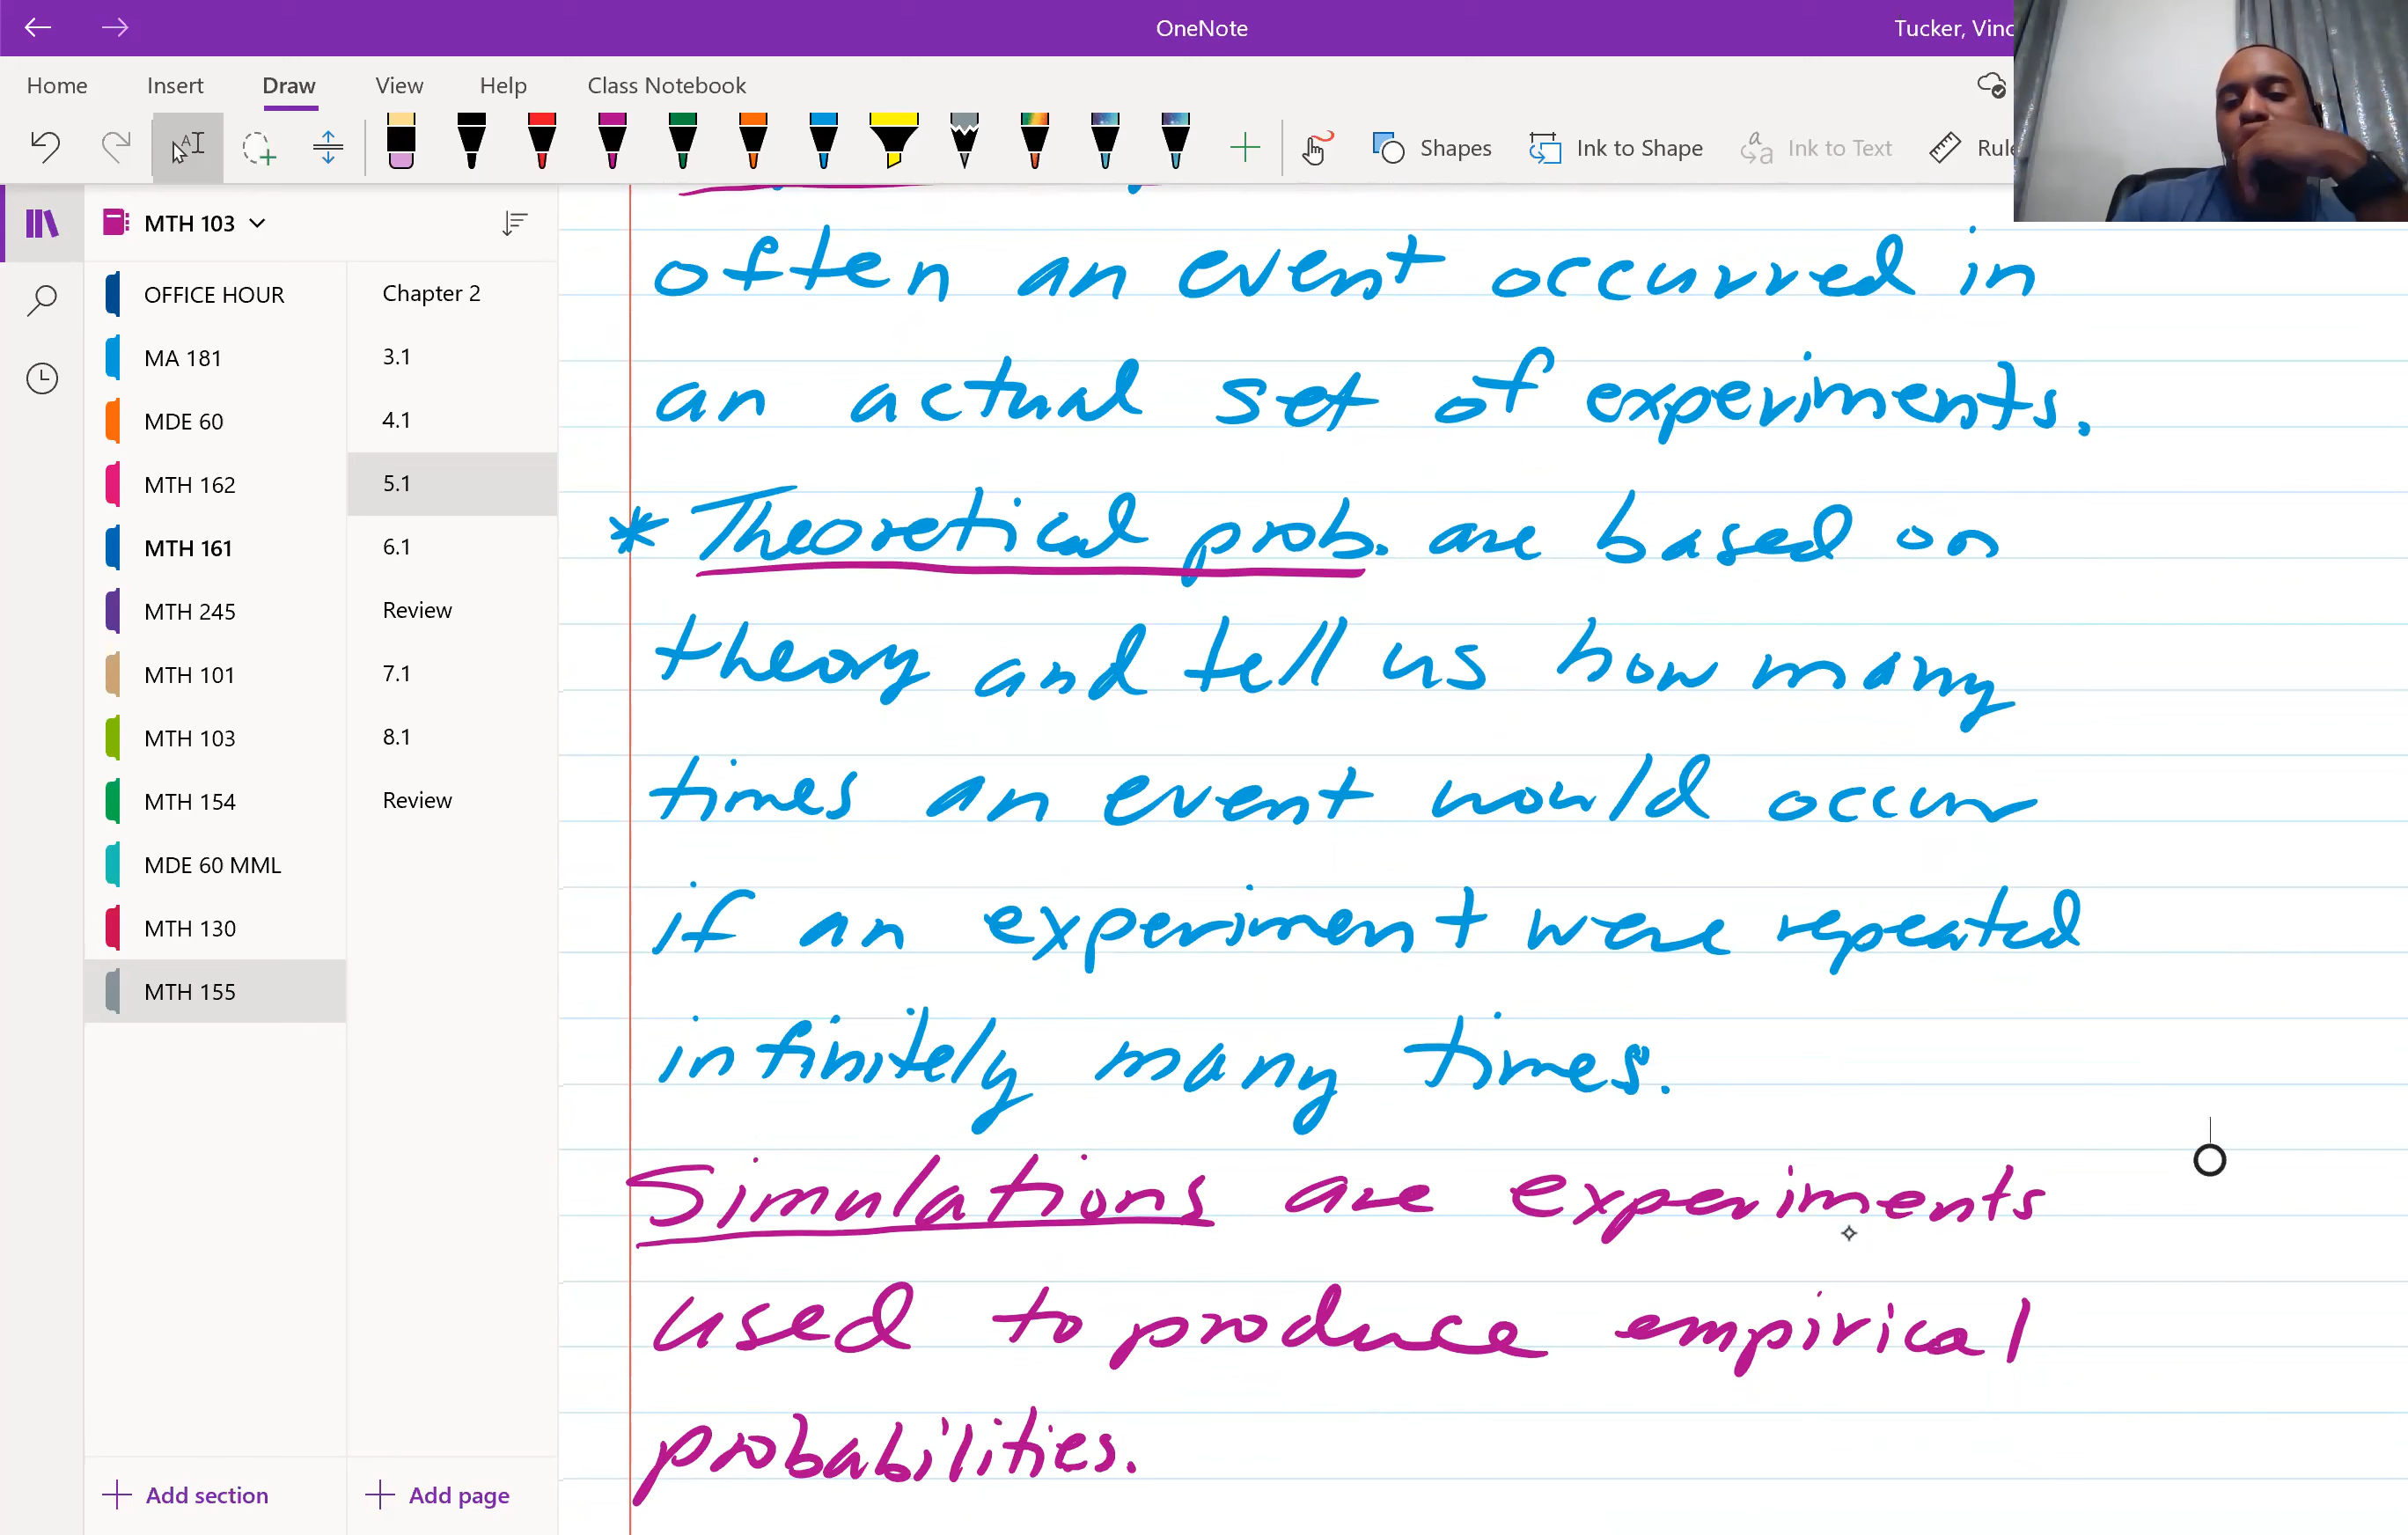 OneNote
Tucker, Vinc
Home Insert Draw View Help Class Notebook
Shapes Ink to Shape Ink to Text Rule
MTH 103
OFFICE HOUR
MA 181
MDE 60
MTH 162
MTH 161
MTH 245
MTH 101
MTH 103
MTH 154
MDE 60 MML
MTH 130
MTH 155
Add section
Chapter 2
3.1
4.1
5.1
6.1
Review
7.1
8.1
Review
Add page
often an event occurred in
an actual set of experiments.
* Theoretical prob. are based on
theory and tell us how many
times an event would occur
if an experiment were repeated
infinitely many times.
Simulations are experiments
used to produce empirical
probabilities.